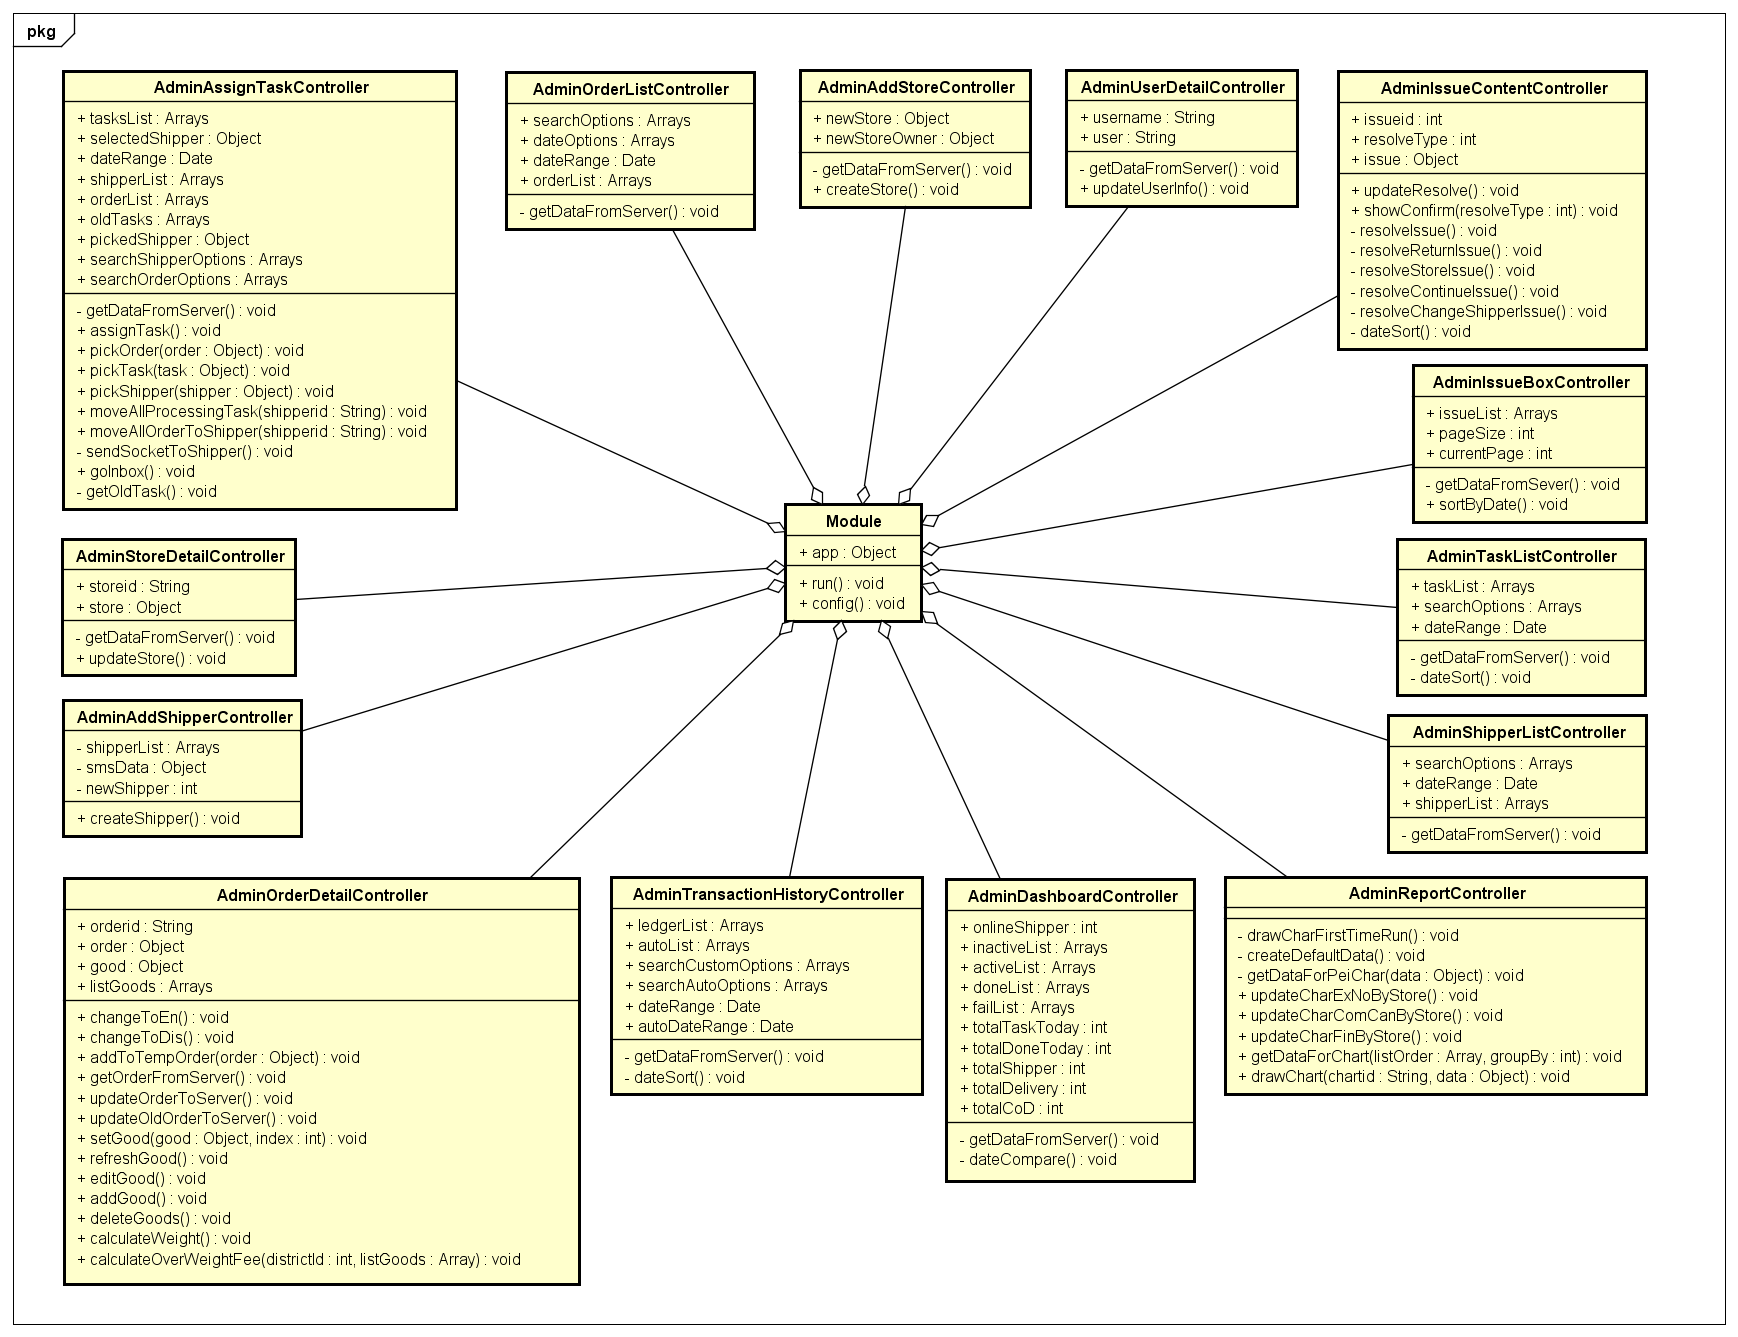 pkg
AdminAssignTaskController
+ tasksList : Arrays
+ selectedShipper : Object
+ dateRange : Date
+ shipperList : Arrays
+ orderList : Arrays
+ oldTasks : Arrays
+ pickedShipper : Object
+ searchShipperOptions : Arrays
+ searchOrderOptions : Arrays
- getDataFromServer() : void
+ assignTask() : void
+ pickOrder(order : Object) : void
+ pickTask(task : Object) : void
+ pickShipper(shipper : Object) : void
+ moveAllProcessingTask(shipperid : String) : void
+ moveAllOrderToShipper(shipperid : String) : void
- sendSocketToShipper() : void
+ goInbox() : void
- getOldTask() : void
AdminOrderListController
+ searchOptions : Arrays
+ dateOptions : Arrays
+ dateRange : Date
+ orderList : Arrays
- getDataFromServer() : void
AdminAddStoreController
+ newStore : Object
+ newStoreOwner : Object
- getDataFromServer() : void
+ createStore() : void
AdminUserDetailController
+ username : String
+ user : String
- getDataFromServer() : void
+ updateUserInfo() : void
AdminIssueContentController
+ issueid : int
+ resolveType : int
+ issue : Object
+ updateResolve() : void
+ showConfirm(resolveType : int) : void
- resolveIssue() : void
- resolveReturnIssue() : void
- resolveStoreIssue() : void
- resolveContinueIssue() : void
- resolveChangeShipperIssue() : void
- dateSort() : void
AdminIssueBoxController
+ issueList : Arrays
+ pageSize : int
+ currentPage : int
- getDataFromSever() : void
+ sortByDate() : void
Module
+ app : Object
+ run() : void
+ config() : void
AdminStoreDetailController
+ storeid : String
+ store : Object
- getDataFromServer() : void
+ updateStore() : void
AdminTaskListController
+ taskList : Arrays
+ searchOptions : Arrays
+ dateRange : Date
- getDataFromServer() : void
- dateSort() : void
AdminAddShipperController
- shipperList : Arrays
- smsData : Object
- newShipper : int
+ createShipper() : void
AdminShipperListController
+ searchOptions : Arrays
+ dateRange : Date
+ shipperList : Arrays
- getDataFromServer() : void
AdminOrderDetailController
+ orderid : String
+ order : Object
+ good : Object
+ listGoods : Arrays
+ changeToEn() : void
+ changeToDis() : void
+ addToTempOrder(order : Object) : void
+ getOrderFromServer() : void
+ updateOrderToServer() : void
+ updateOldOrderToServer() : void
+ setGood(good : Object, index : int) : void
+ refreshGood() : void
+ editGood() : void
+ addGood() : void
+ deleteGoods() : void
+ calculateWeight() : void
+ calculateOverWeightFee(districtId : int, listGoods : Array) : void
AdminTransactionHistoryController
+ ledgerList : Arrays
+ autoList : Arrays
+ searchCustomOptions : Arrays
+ searchAutoOptions : Arrays
+ dateRange : Date
+ autoDateRange : Date
- getDataFromServer() : void
- dateSort() : void
AdminDashboardController
+ onlineShipper : int
+ inactiveList : Arrays
+ activeList : Arrays
+ doneList : Arrays
+ failList : Arrays
+ totalTaskToday : int
+ totalDoneToday : int
+ totalShipper : int
+ totalDelivery : int
+ totalCoD : int
- getDataFromServer() : void
- dateCompare() : void
AdminReportController
- drawCharFirstTimeRun() : void
- createDefaultData() : void
- getDataForPeiChar(data : Object) : void
+ updateCharExNoByStore() : void
+ updateCharComCanByStore() : void
+ updateCharFinByStore() : void
+ getDataForChart(listOrder : Array, groupBy : int) : void
+ drawChart(chartid : String, data : Object) : void